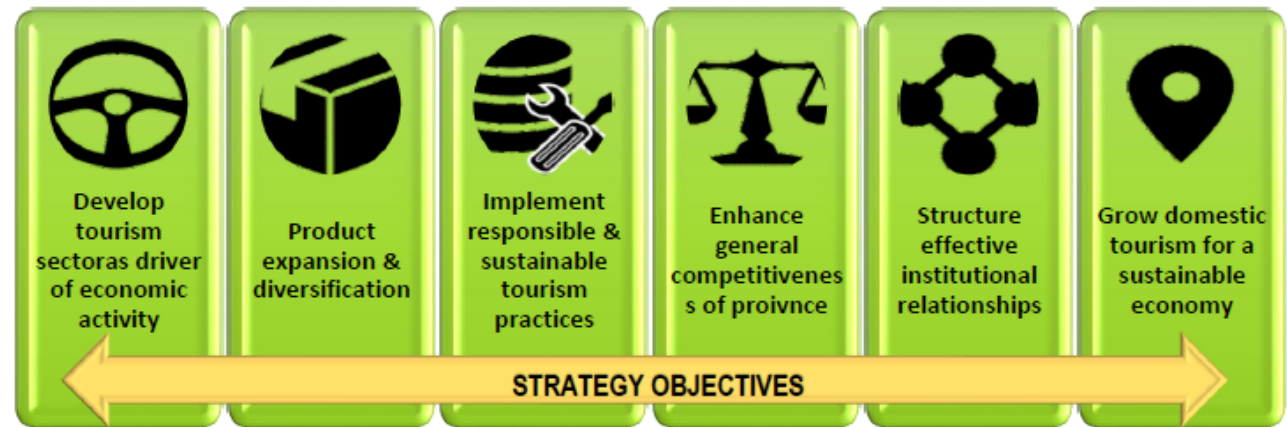 Develop
tourism
sectoras driver
of economic
activity
Product
expansion &
diversification
Implement
responsible &
sustainable
tourism
practices
Enhance
general
competitivenes
s of proivnce
Structure
effective
institutional
relationships
Grow domestic
tourism for a
sustainable
economy
STRATEGY OBJECTIVES